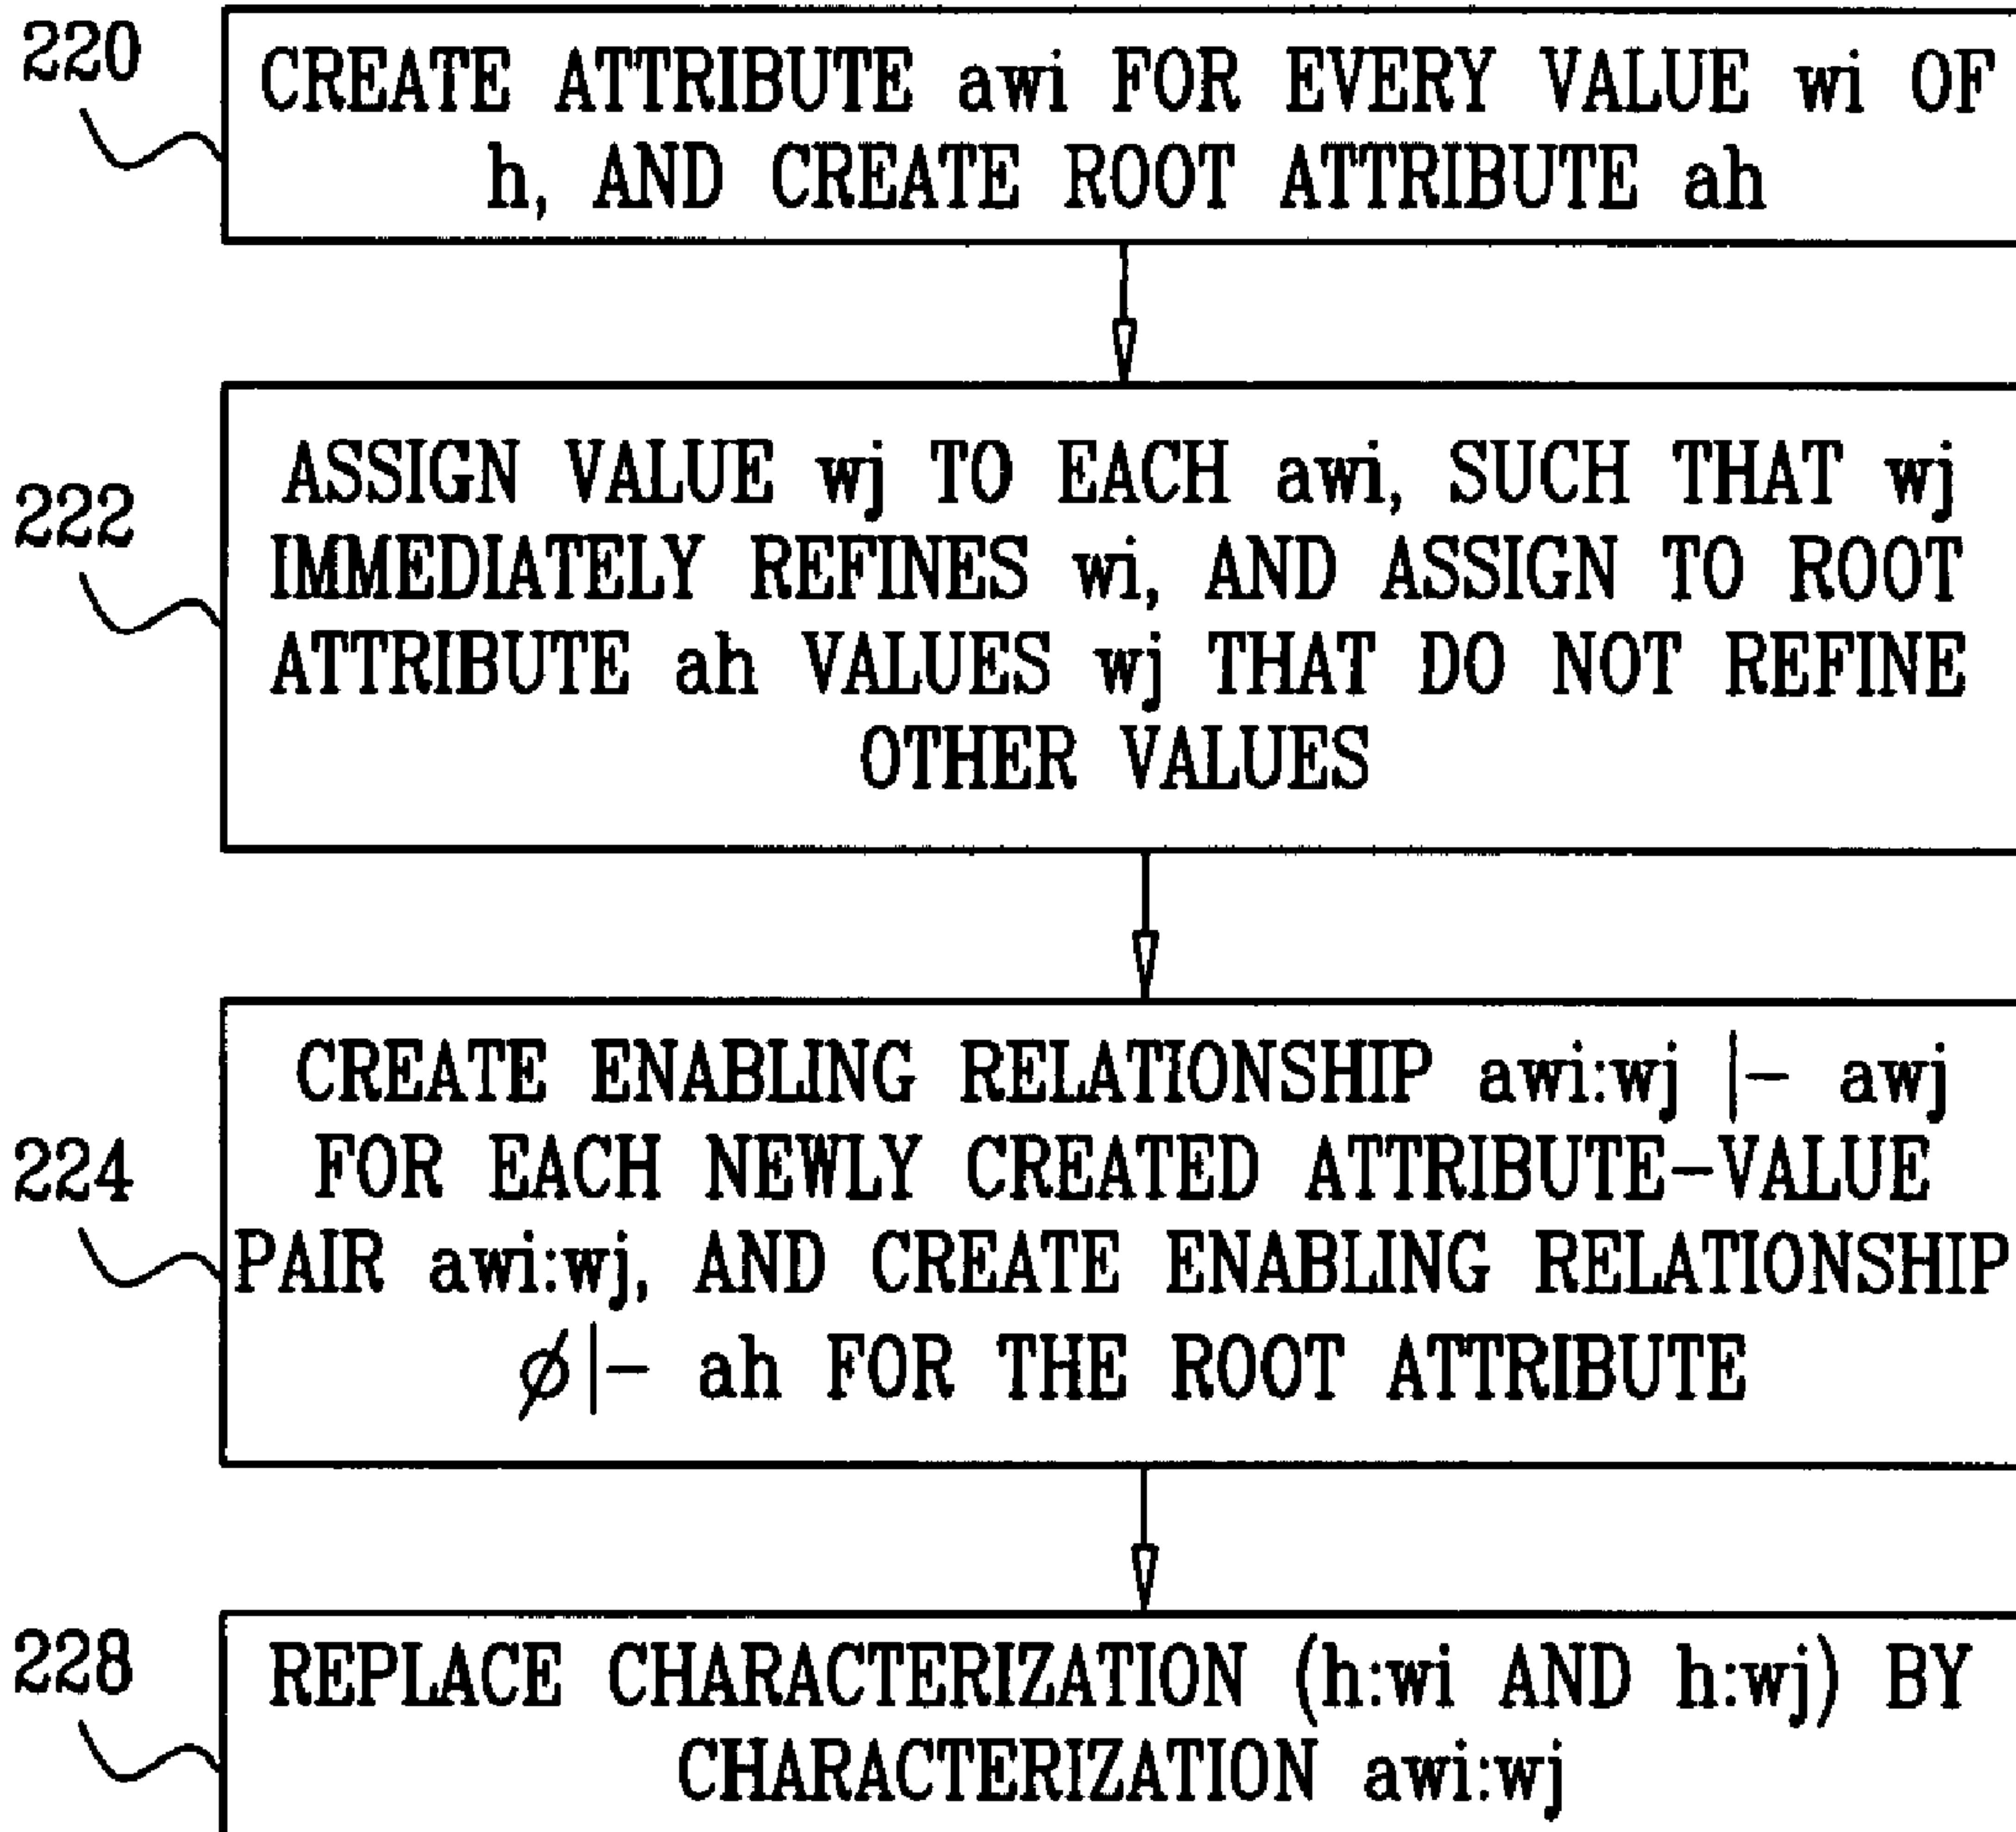 220
CREATE ATTRIBUTE awi FOR EVERY VALUE wi OF
h, AND CREATE ROOT ATTRIBUTE ah
222
ASSIGN VALUE wj TO EACH awi, SUCH THAT wj
IMMEDIATELY REFINES wi, AND ASSIGN TO ROOT
ATTRIBUTE ah VALUES wj THAT DO NOT REFINE
OTHER VALUES
224
CREATE ENABLING RELATIONSHIP awi:wj |- awj
FOR EACH NEWLY CREATED ATTRIBUTE-VALUE
PAIR awi:wj, AND CREATE ENABLING RELATIONSHIP
∅|- ah FOR THE ROOT ATTRIBUTE
228
REPLACE CHARACTERIZATION (h:wi AND h:wj) BY
CHARACTERIZATION awi:wj